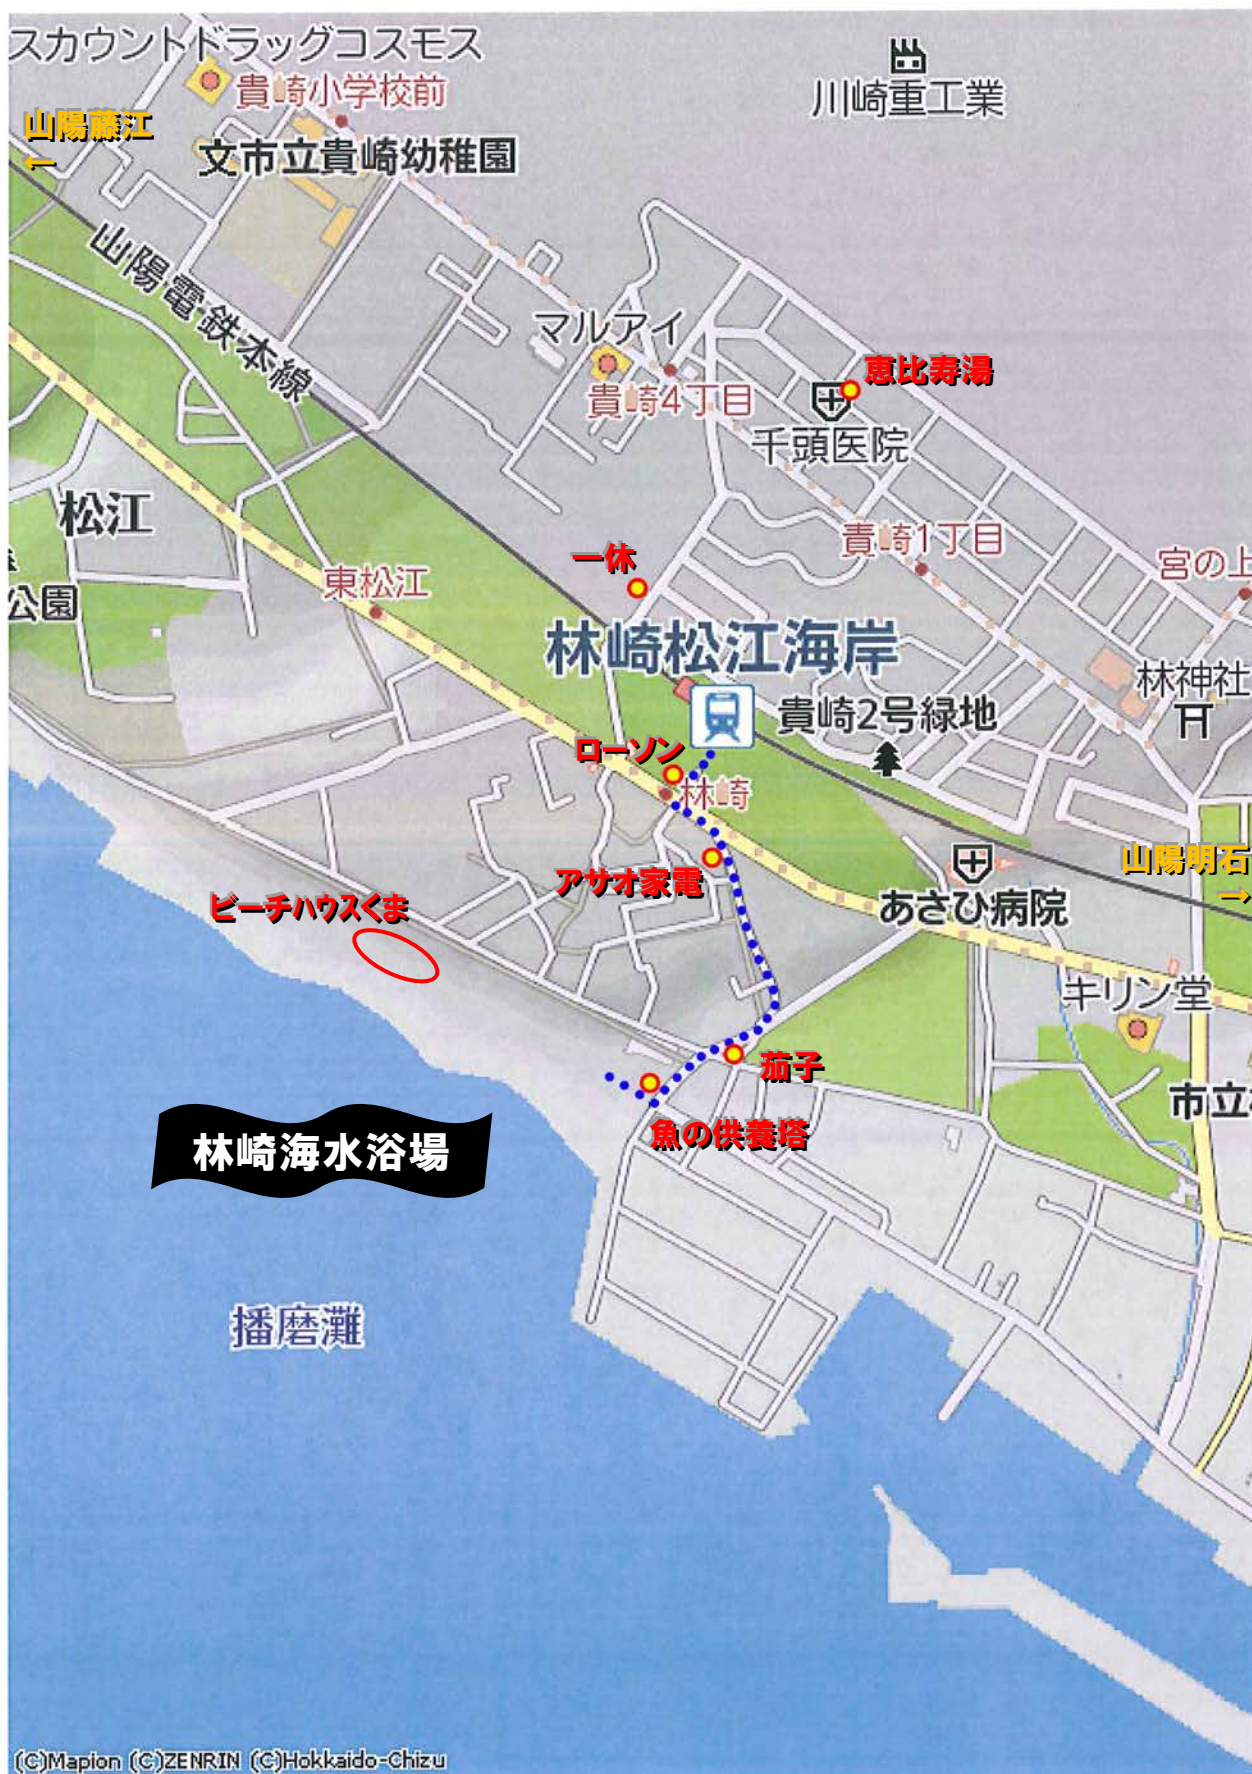 スカウントドラッグコスモス
貴崎小学校前
川崎重工業
山陽藤江
←
文市立貴崎幼稚園
山陽電鉄本線
マルアイ
恵比寿湯
貴崎4丁目
千頭医院
松江
貴崎1丁目
一休
宮の上
東松江
公園
林崎松江海岸
林神社
貴崎2号緑地
ローソン
林崎
山陽明石
→
アサオ家電
ビーチハウスくま
あさひ病院
キリン堂
茄子
市立
魚の供養塔
林崎海水浴場
播磨灘
(C)Mapion (C)ZENRIN (C)Hokkaido-Chizu